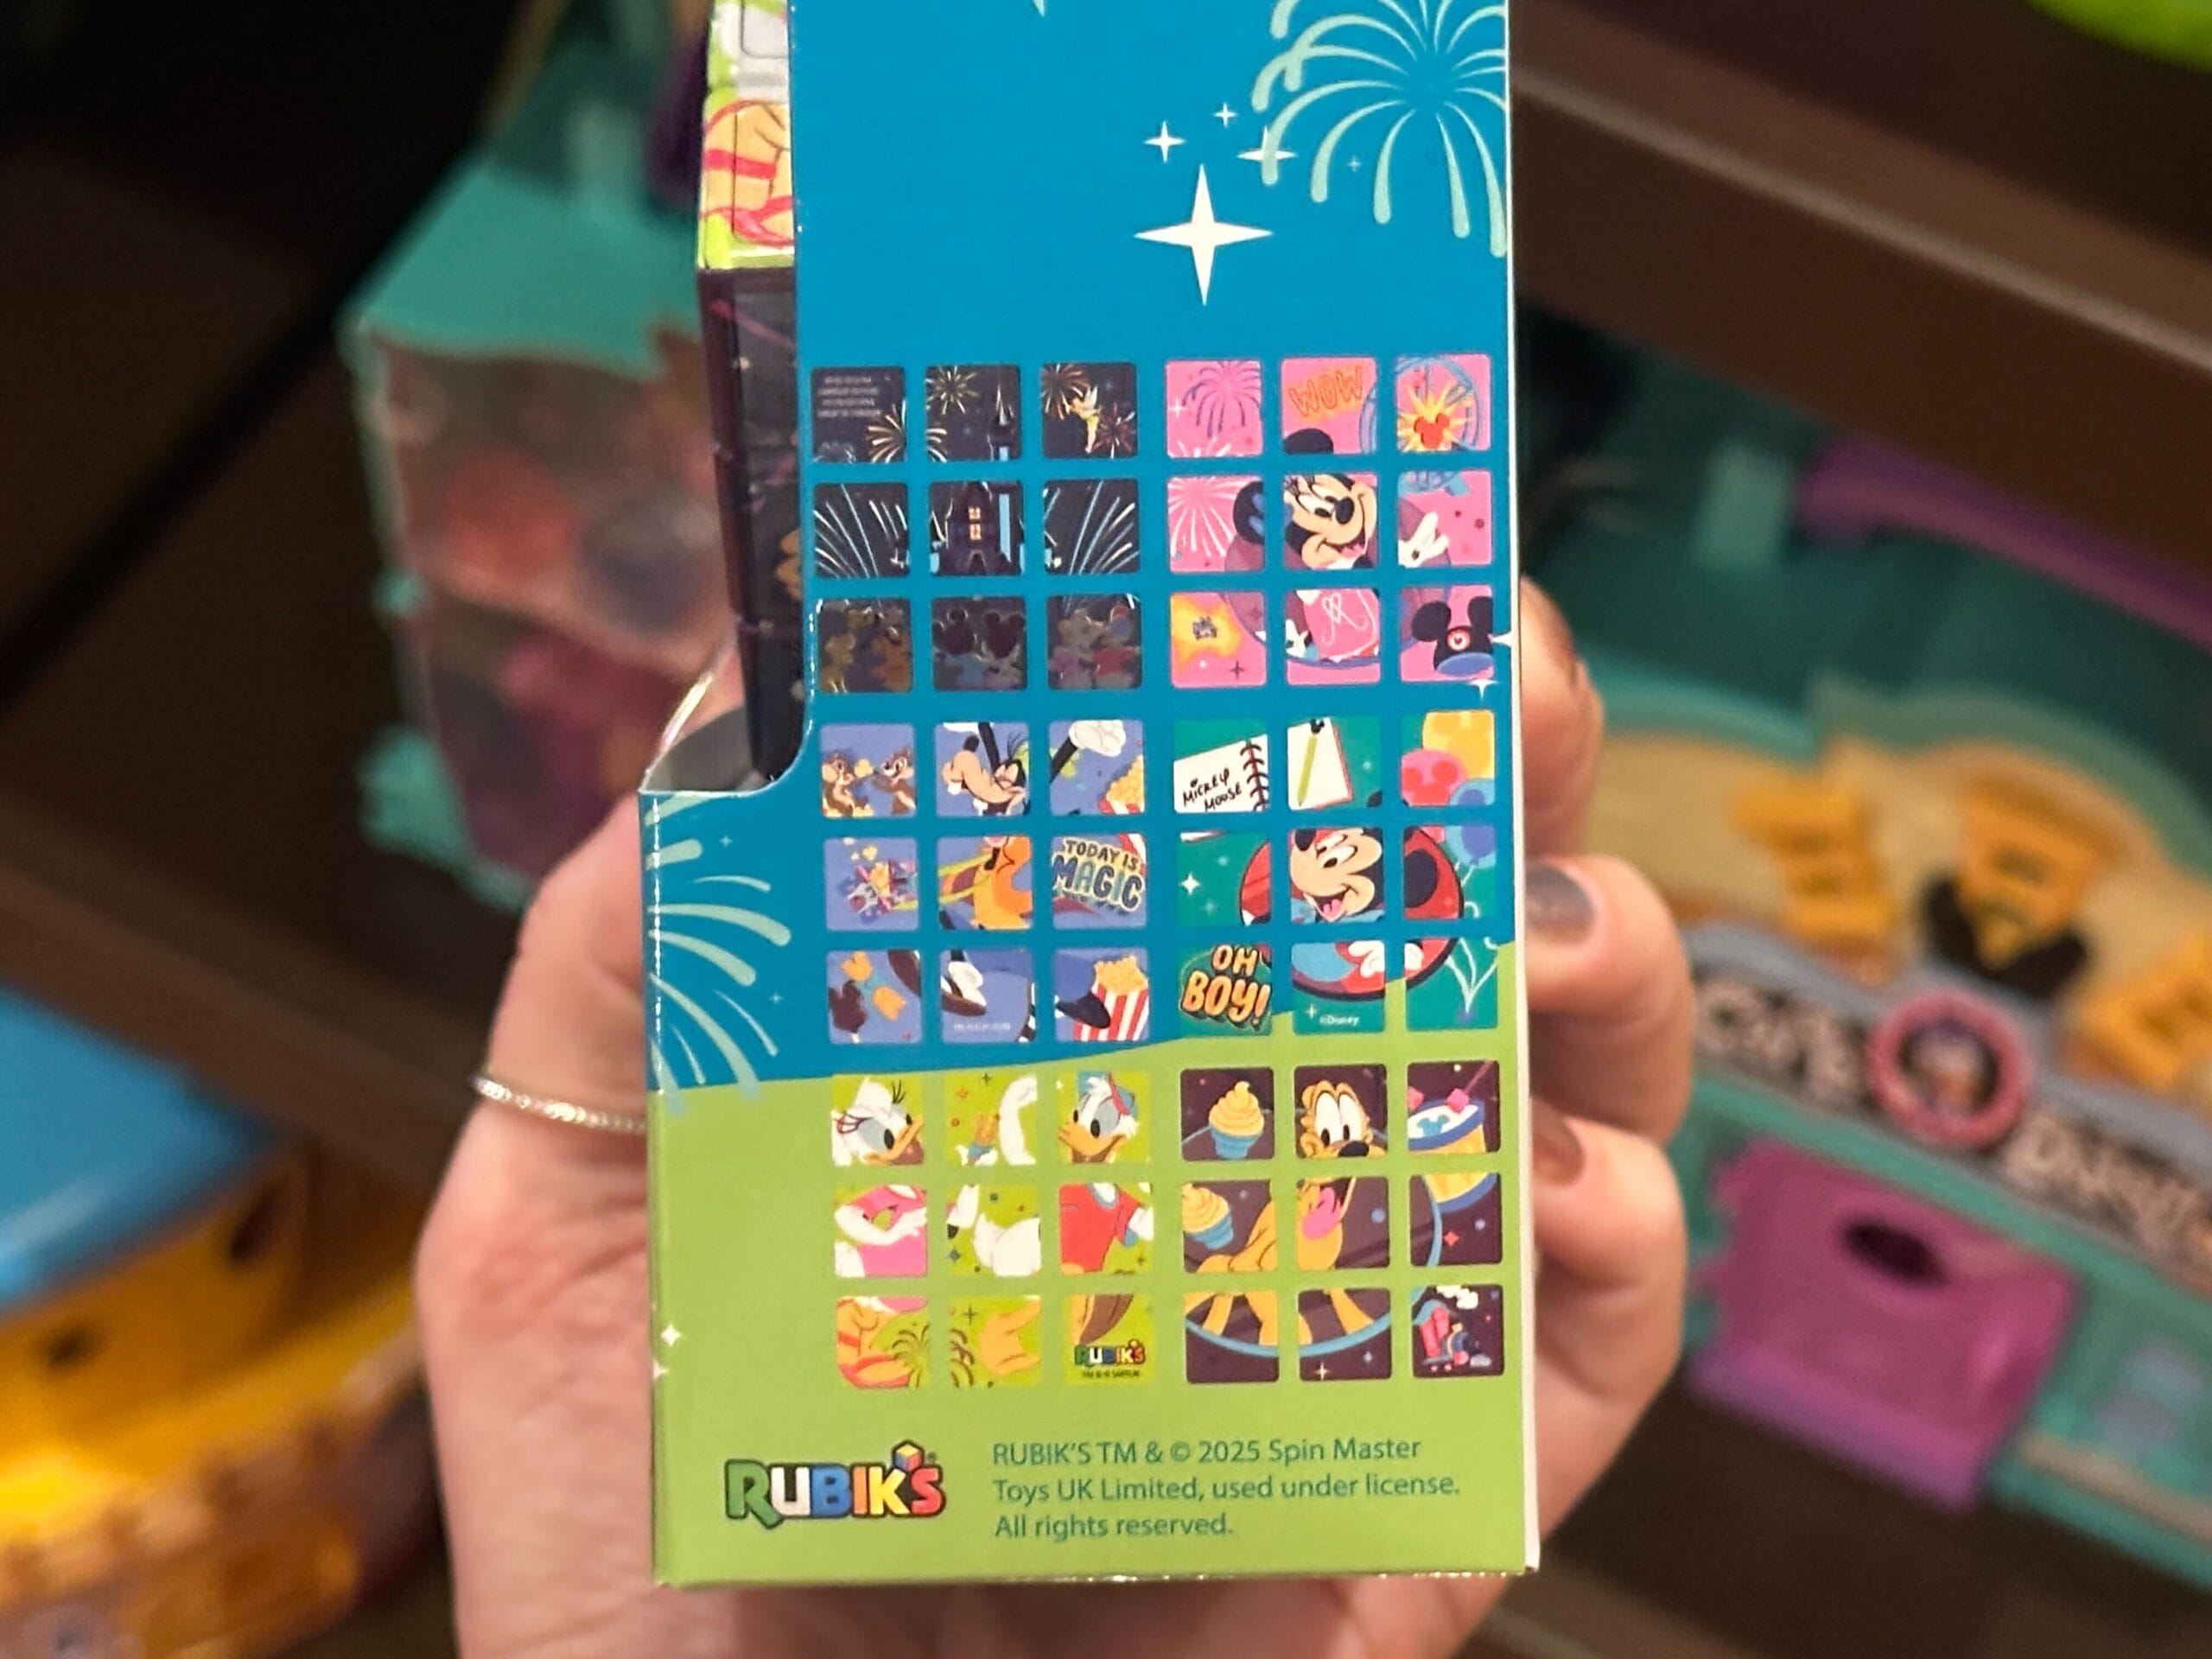 WOW
MICKEY
MOUSE
TODAY IS
MAGIC
OH
BOY!
©Disney
RUBIK'S
RUBIK'S
RUBIK'S TM & © 2025 Spin Master
Toys UK Limited, used under license.
All rights reserved.